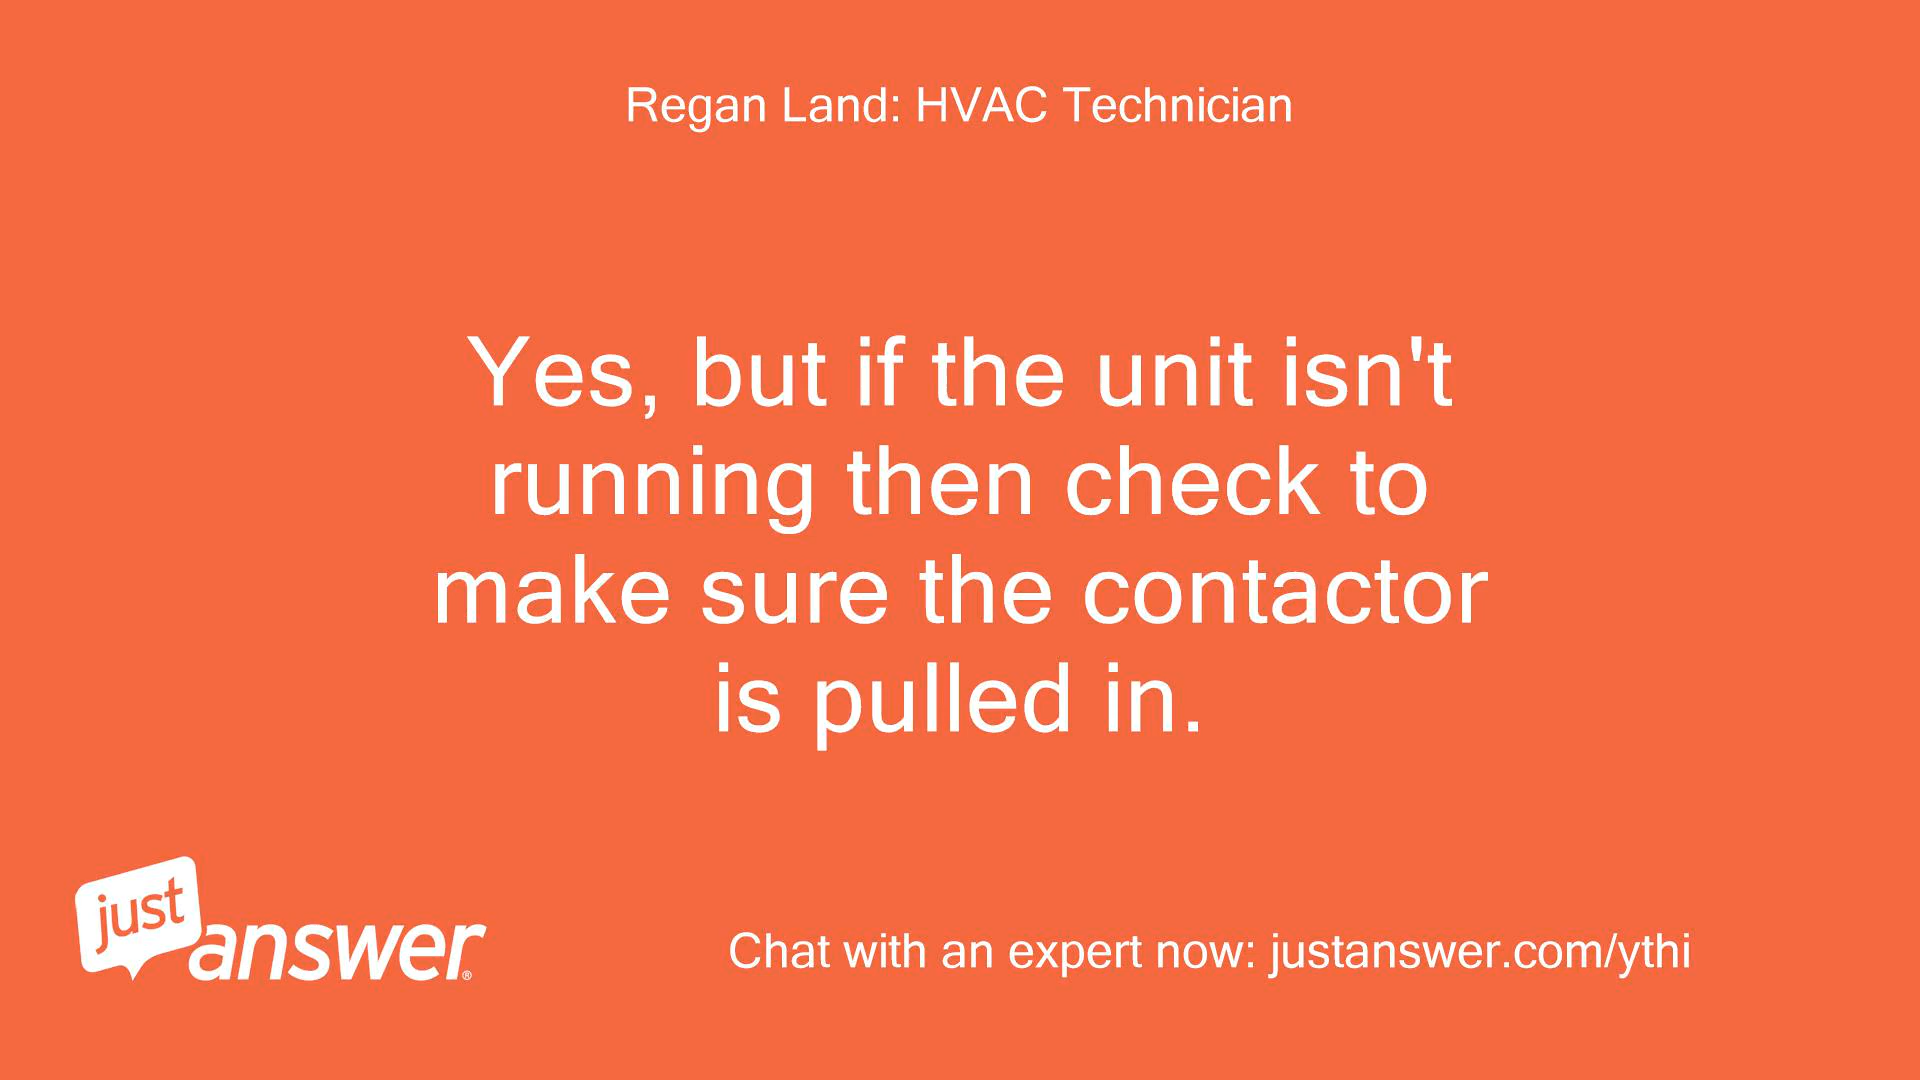 Regan Land: HVAC Technician
Yes, but if the unit isn't
running then check to
make sure the contactor
is pulled in.
just
answer®
Chat with an expert now: justanswer.com/ythi